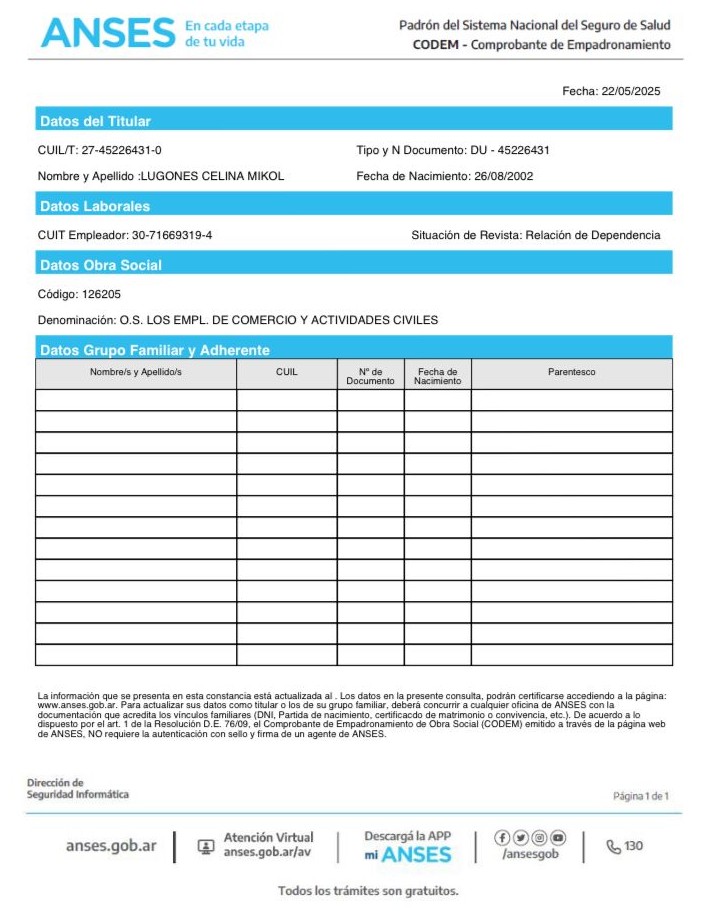 ANSES
En cada etapa
de tu vida
Padrón del Sistema Nacional del Seguro de Salud
CODEM - Comprobante de Empadronamiento
Fecha: 22/05/2025
Datos del Titular
CUIL/T: 27-45226431-0
Tipo y N Documento: DU - 45226431
Nombre y Apellido :LUGONES CELINA MIKOL
Fecha de Nacimiento: 26/08/2002
Datos Laborales
CUIT Empleador: 30-71669319-4
Situación de Revista: Relación de Dependencia
Datos Obra Social
Código: 126205
Denominación: O.S. LOS EMPL. DE COMERCIO Y ACTIVIDADES CIVILES
Datos Grupo Familiar y Adherente
Nombre/s y Apellido/s
CUIL
Nº de
Documento
Fecha de
Nacimiento
Parentesco
La información que se presenta en esta constancia está actualizada al . Los datos en la presente consulta, podrán certificarse accediendo a la página:
www.anses.gob.ar. Para actualizar sus datos como titular o los de su grupo familiar, deberá concurrir a cualquier oficina de ANSES con la
documentación que acredita los vínculos familiares (DNI, Partida de nacimiento, certificacdo de matrimonio o convivencia, etc.). De acuerdo a lo
dispuesto por el art. 1 de la Resolución D.E. 76/09, el Comprobante de Empadronamiento de Obra Social (CODEM) emitido a través de la página web
de ANSES, NO requiere la autenticación con sello y firma de un agente de ANSES.
Dirección de
Seguridad Informática
Página 1 de 1
anses.gob.ar
Atención Virtual
anses.gob.ar/av
Descargá la APP
mi ANSES
/ansesgob
130
Todos los trámites son gratuitos.